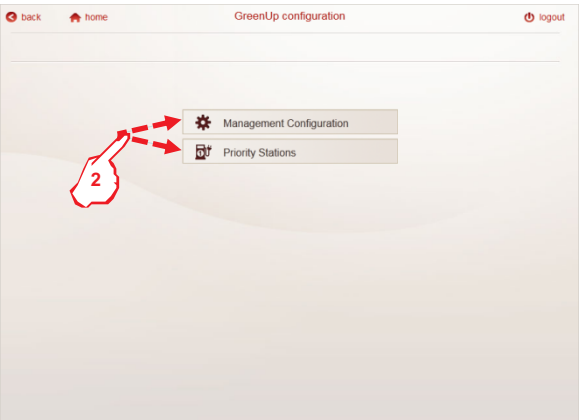 back home GreenUp configuration logout
Management Configuration
Priority Stations
2